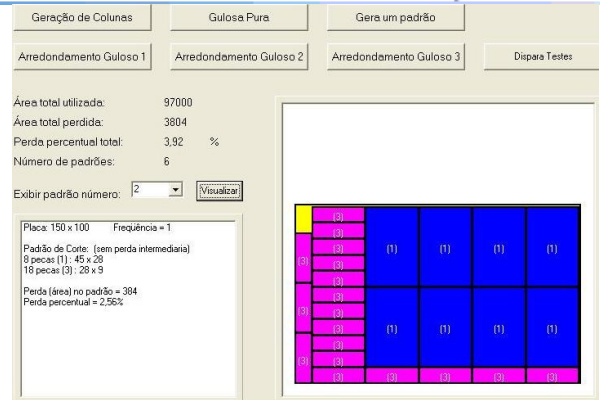 Geração de Colunas
Gulosa Pura
Gera um padrão
Arredondamento Guloso 1
Arredondamento Guloso 2
Arredondamento Guloso 3
Dispara Testes
Área total utilizada: 97000
Área total perdida: 3804
Perda percentual total: 3,92 %
Número de padrões: 6
Exibir padrão número: 2 Visualizar
Placa: 150 x 100 Freqüência = 1
Padrão de Corte: (sem perda intermediaria)
8 pecas (1) : 45 x 28
18 pecas (3) : 28 x 9
Perda (área) no padrão = 384
Perda percentual = 2,56%
(3)
(3)
(3) (1) (1) (1) (1)
(3)
(3)
(3)
(3)
(3)
(3)
(3) (1) (1) (1) (1)
(3)
(3)
(3)
(3) (3) (3) (3) (3)